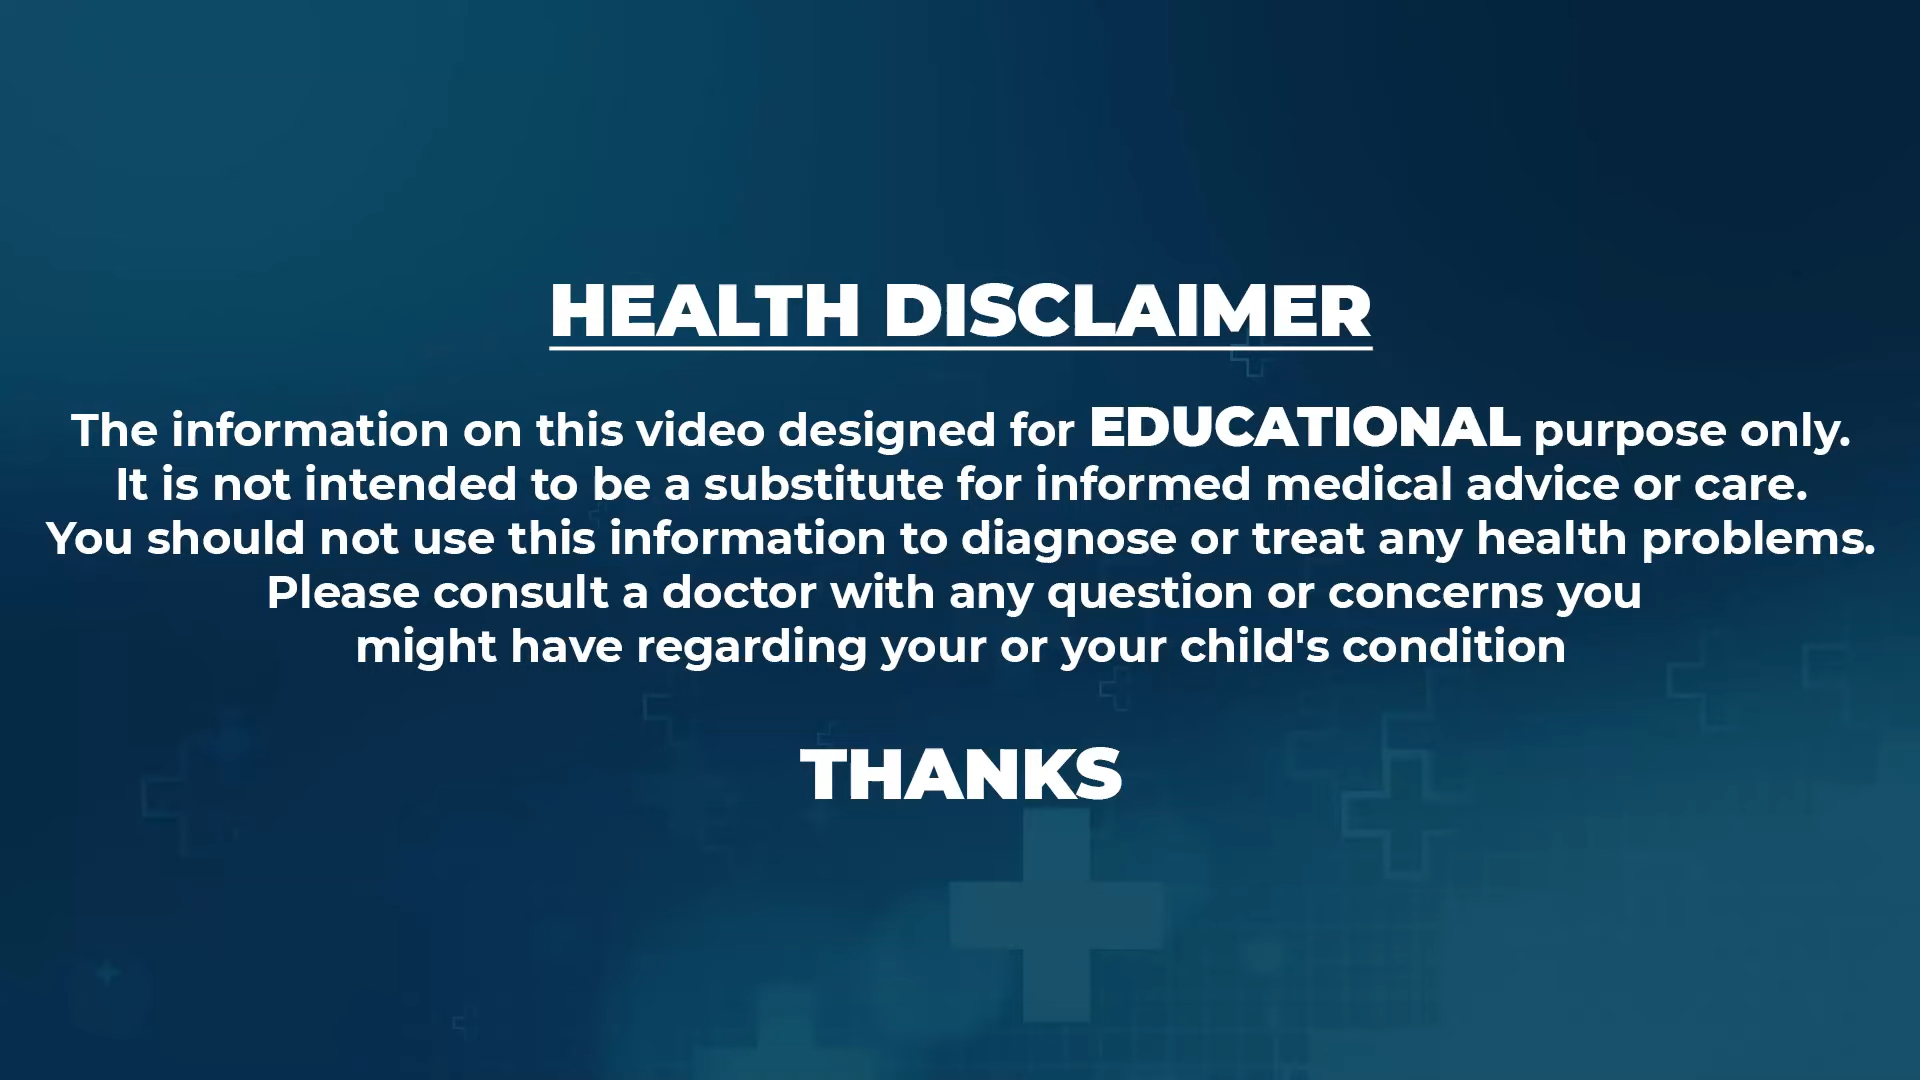 HEALTH DISCLAIMER
The information on this video designed for EDUCATIONAL purpose only.
It is not intended to be a substitute for informed medical advice or care.
You should not use this information to diagnose or treat any health problems.
Please consult a doctor with any question or concerns you
might have regarding your or your child's condition
THANKS